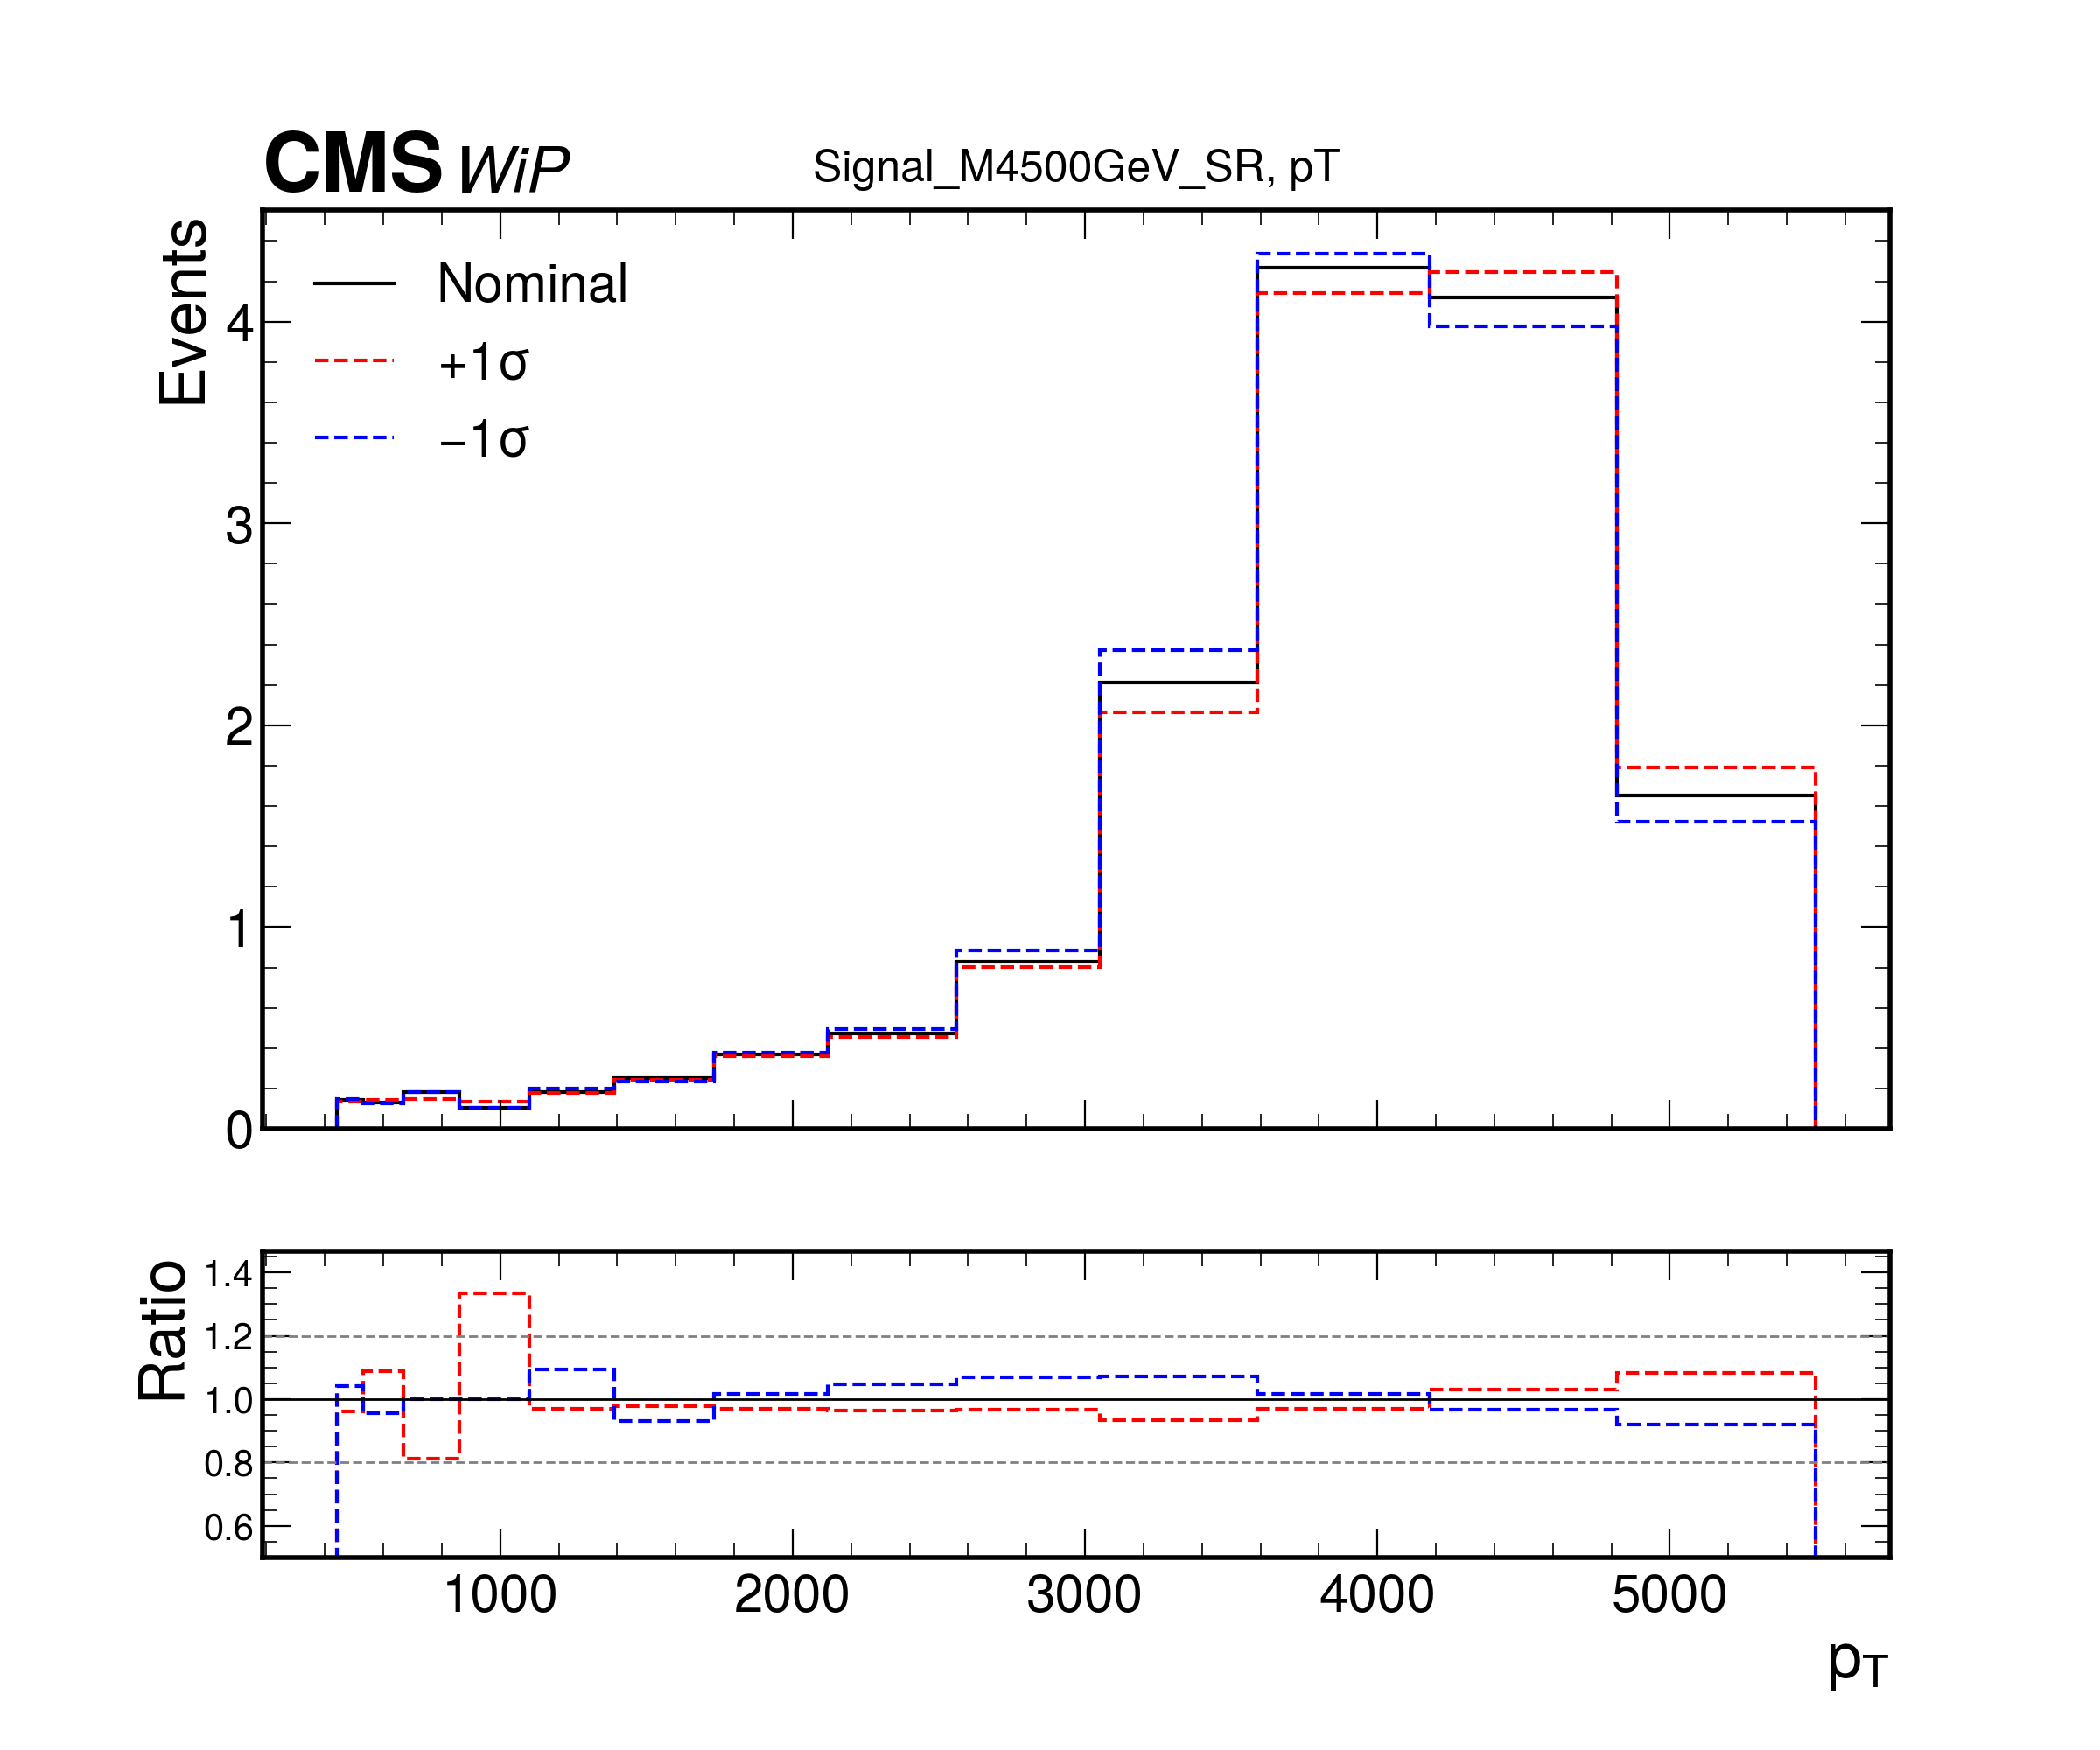 CMS WiP
Signal_M4500GeV_SR, pT
Events
Nominal
+1σ
−1σ
4
3
2
1
0
Ratio
1.4
1.2
1.0
0.8
0.6
1000 2000 3000 4000 5000
pT